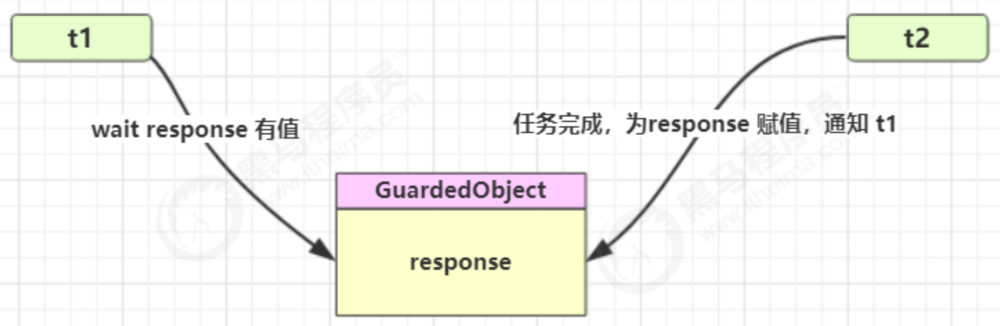 t1
t2
wait response 有值
任务完成，为response 赋值，通知 t1
GuardedObject
response
黑马程序员
www.itheima.com
黑马程序员
www.itheima.com